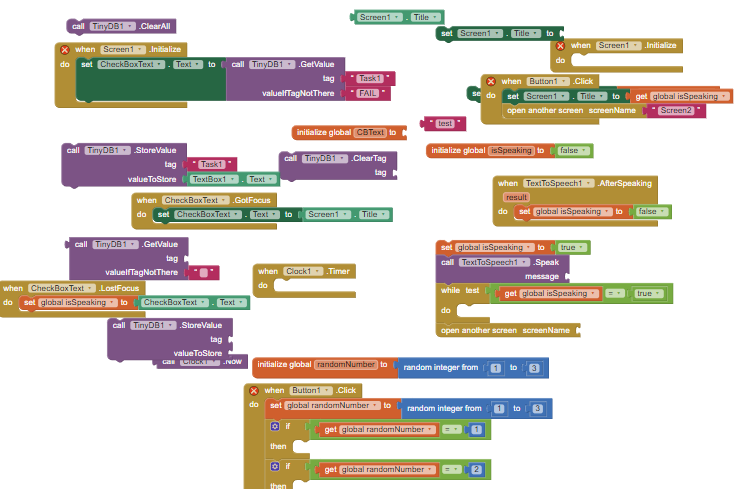 call TinyDB1 .ClearAll
Screen1 . Title
set Screen1 . Title to
when Screen1 .Initialize
do set CheckBoxText . Text to call TinyDB1 .GetValue
tag " Task1 "
valueIfTagNotThere " FAIL "
when Screen1 .Initialize
do
when Button1 .Click
do set Screen1 . Title to get global isSpeaking
open another screen screenName " Screen2 "
se
" test "
initialize global CBText to
call TinyDB1 .StoreValue
tag " Task1 "
valueToStore TextBox1 . Text
call TinyDB1 .ClearTag
tag
initialize global isSpeaking to false
when CheckBoxText .GotFocus
do set CheckBoxText . Text to Screen1 . Title
when TextToSpeech1 .AfterSpeaking
result
do set global isSpeaking to false
call TinyDB1 .GetValue
tag
valueIfTagNotThere " "
when Clock1 .Timer
do
set global isSpeaking to true
call TextToSpeech1 .Speak
message
while test get global isSpeaking = true
do
open another screen screenName
when CheckBoxText .LostFocus
do set global isSpeaking to CheckBoxText . Text
call TinyDB1 .StoreValue
tag
valueToStore
call Clock1 .Now
initialize global randomNumber to random integer from 1 to 3
when Button1 .Click
do set global randomNumber to random integer from 1 to 3
if get global randomNumber = 1
then
if get global randomNumber = 2
then